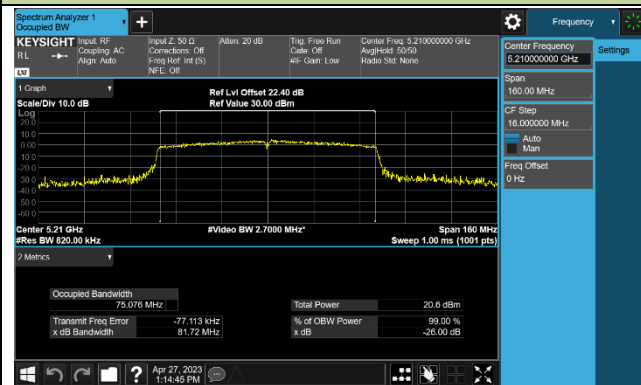 Spectrum Analyzer 1
Occupied BW
Frequency
KEYSIGHT
Input: RF
Coupling: AC
Align: Auto
Input Z: 50 Ω
Corrections: Off
Freq Ref: Int (S)
NFE: Off
Atten: 20 dB
Trig: Free Run
Gate: Off
#IF Gain: Low
Center Freq: 5.210000000 GHz
Avg|Hold: 50/50
Radio Std: None
RL
LXI
Center Frequency
5.210000000 GHz
Settings
Span
160.00 MHz
CF Step
16.000000 MHz
Auto
Man
Freq Offset
0 Hz
1 Graph
Scale/Div 10.0 dB
Ref Lvl Offset 22.40 dB
Ref Value 30.00 dBm
Log
20.0
10.0
0.00
-10.0
-20.0
-30.0
-40.0
-50.0
-60.0
Center 5.21 GHz
#Res BW 820.00 kHz
#Video BW 2.7000 MHz*
Span 160 MHz
Sweep 1.00 ms (1001 pts)
2 Metrics
Occupied Bandwidth
75.076 MHz
Total Power 20.6 dBm
Transmit Freq Error -77.113 kHz
% of OBW Power 99.00 %
x dB Bandwidth 81.72 MHz
x dB -26.00 dB
?
Apr 27, 2023
1:14:45 PM